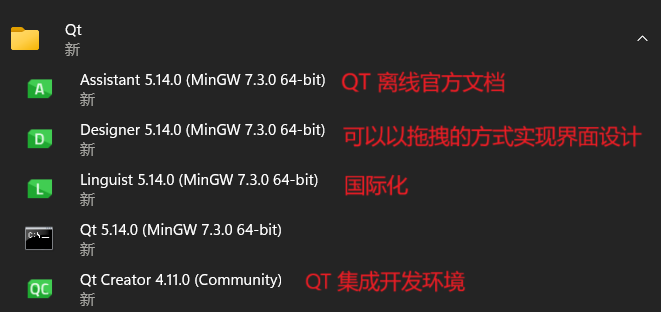 Qt
新
Assistant 5.14.0 (MinGW 7.3.0 64-bit) QT 离线官方文档
新
Designer 5.14.0 (MinGW 7.3.0 64-bit) 可以以拖拽的方式实现界面设计
新
Linguist 5.14.0 (MinGW 7.3.0 64-bit) 国际化
新
Qt 5.14.0 (MinGW 7.3.0 64-bit)
新
Qt Creator 4.11.0 (Community) QT 集成开发环境
新